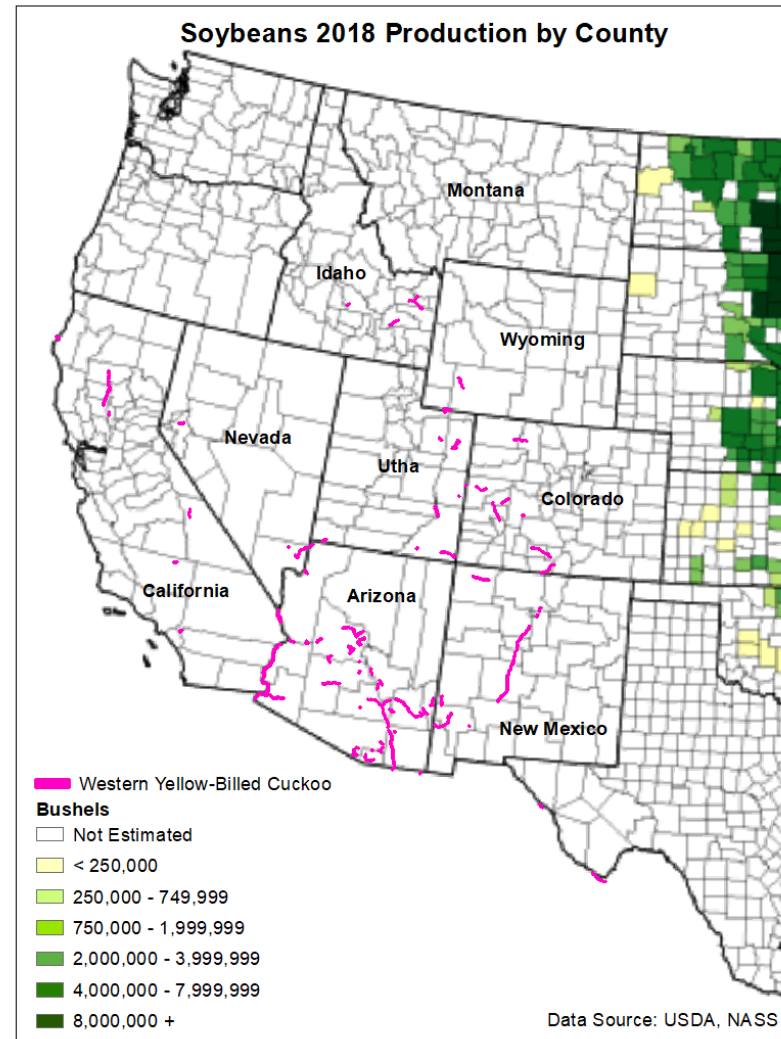 Soybeans 2018 Production by County
Montana
Idaho
Wyoming
Nevada
Utha
Colorado
California
Arizona
New Mexico
Western Yellow-Billed Cuckoo
Bushels
Not Estimated
< 250,000
250,000 - 749,999
750,000 - 1,999,999
2,000,000 - 3,999,999
4,000,000 - 7,999,999
8,000,000 +
Data Source: USDA, NASS